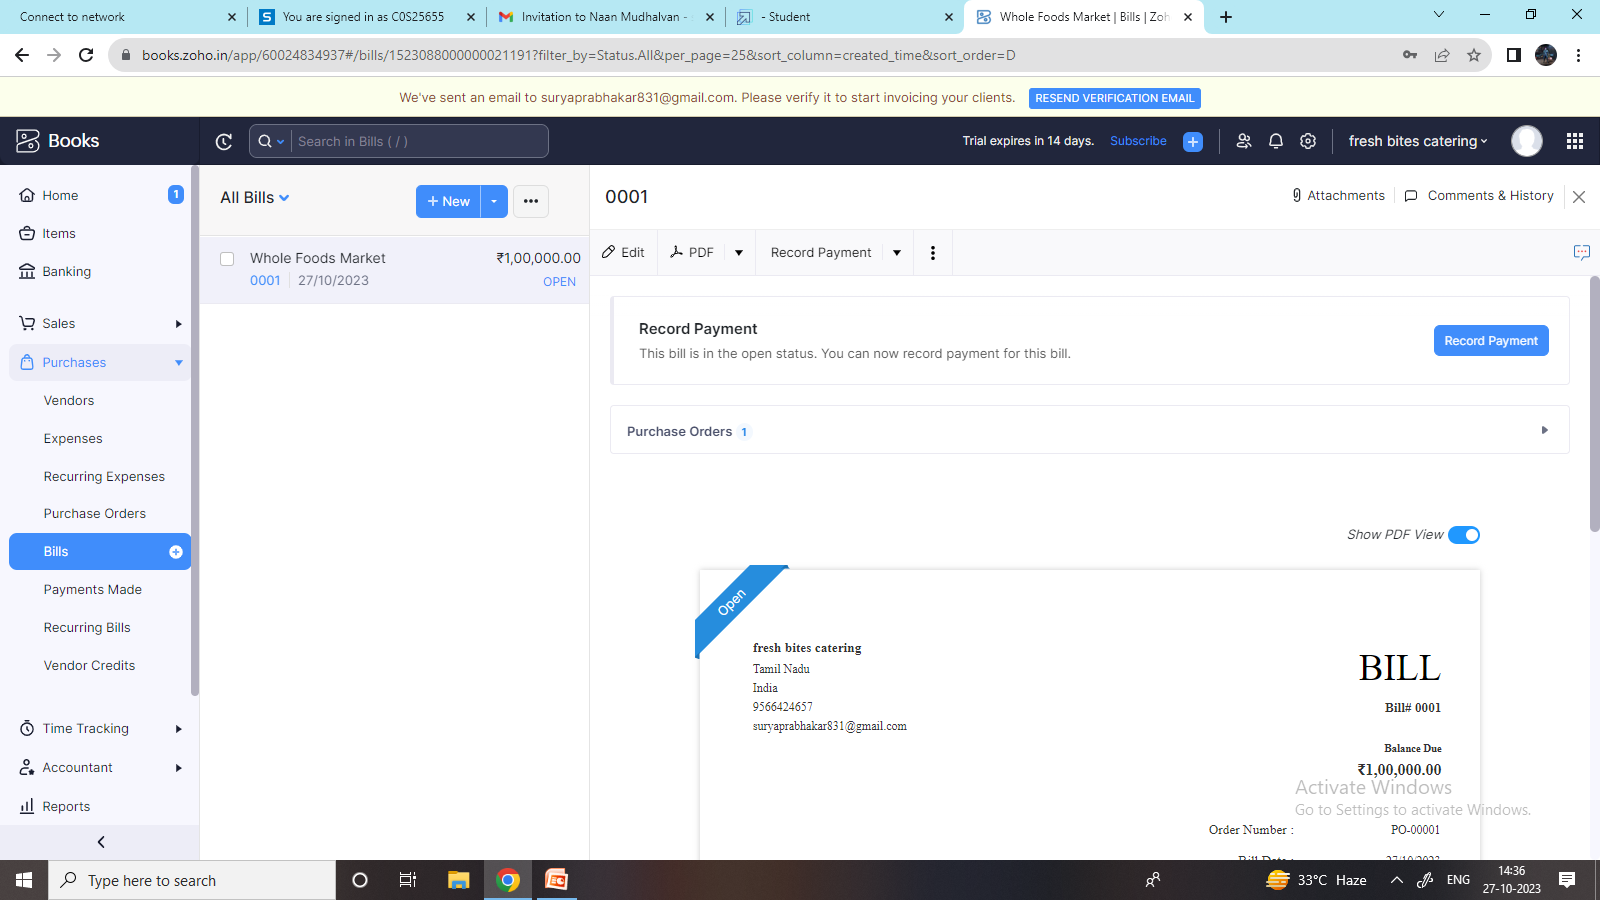 Connect to network
You are signed in as C0S25655
Invitation to Naan Mudhalvan -
- Student
Whole Foods Market | Bills | Zoh
books.zoho.in/app/60024834937#/bills/1523088000000021191?filter_by=Status.All&per_page=25&sort_column=created_time&sort_order=D
We've sent an email to suryaprabhakar831@gmail.com. Please verify it to start invoicing your clients. RESEND VERIFICATION EMAIL
Books
Search in Bills ( / )
Trial expires in 14 days. Subscribe
fresh bites catering
Home 1
Items
Banking
Sales
Purchases
Vendors
Expenses
Recurring Expenses
Purchase Orders
Bills
Payments Made
Recurring Bills
Vendor Credits
Time Tracking
Accountant
Reports
All Bills
+ New
Whole Foods Market ₹1,00,000.00
0001 27/10/2023 OPEN
0001
Attachments
Comments & History
Edit
PDF
Record Payment
Record Payment
This bill is in the open status. You can now record payment for this bill.
Record Payment
Purchase Orders 1
Show PDF View
Open
fresh bites catering
Tamil Nadu
India
9566424657
suryaprabhakar831@gmail.com
BILL
Bill# 0001
Balance Due
₹1,00,000.00
Order Number : PO-00001
Bill Date : 27/10/2023
Activate Windows
Go to Settings to activate Windows.
Type here to search
33°C Haze
ENG
14:36
27-10-2023